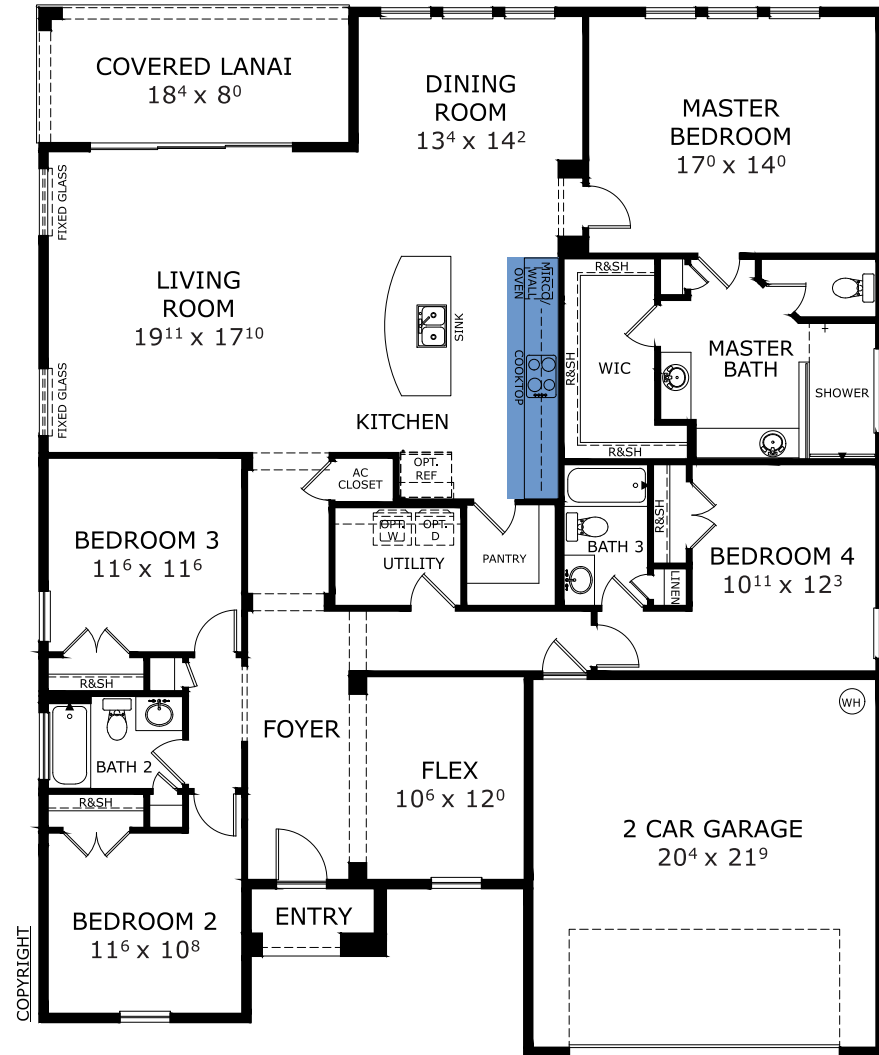 COVERED LANAI
18⁴ x 8⁰
DINING
ROOM
13⁴ x 14²
MASTER
BEDROOM
17⁰ x 14⁰
FIXED GLASS
LIVING
ROOM
19¹¹ x 17¹⁰
FIXED GLASS
SINK
KITCHEN
MIRCO/
WALL
OVEN
COOKTOP
R&SH
R&SH
WIC
R&SH
MASTER
BATH
SHOWER
AC
CLOSET
OPT.
REF
OPT.
W
OPT.
D
UTILITY
PANTRY
BATH 3
R&SH
LINEN
BEDROOM 4
10¹¹ x 12³
BEDROOM 3
11⁶ x 11⁶
R&SH
BATH 2
R&SH
FOYER
FLEX
10⁶ x 12⁰
WH
2 CAR GARAGE
20⁴ x 21⁹
BEDROOM 2
11⁶ x 10⁸
ENTRY
COPYRIGHT